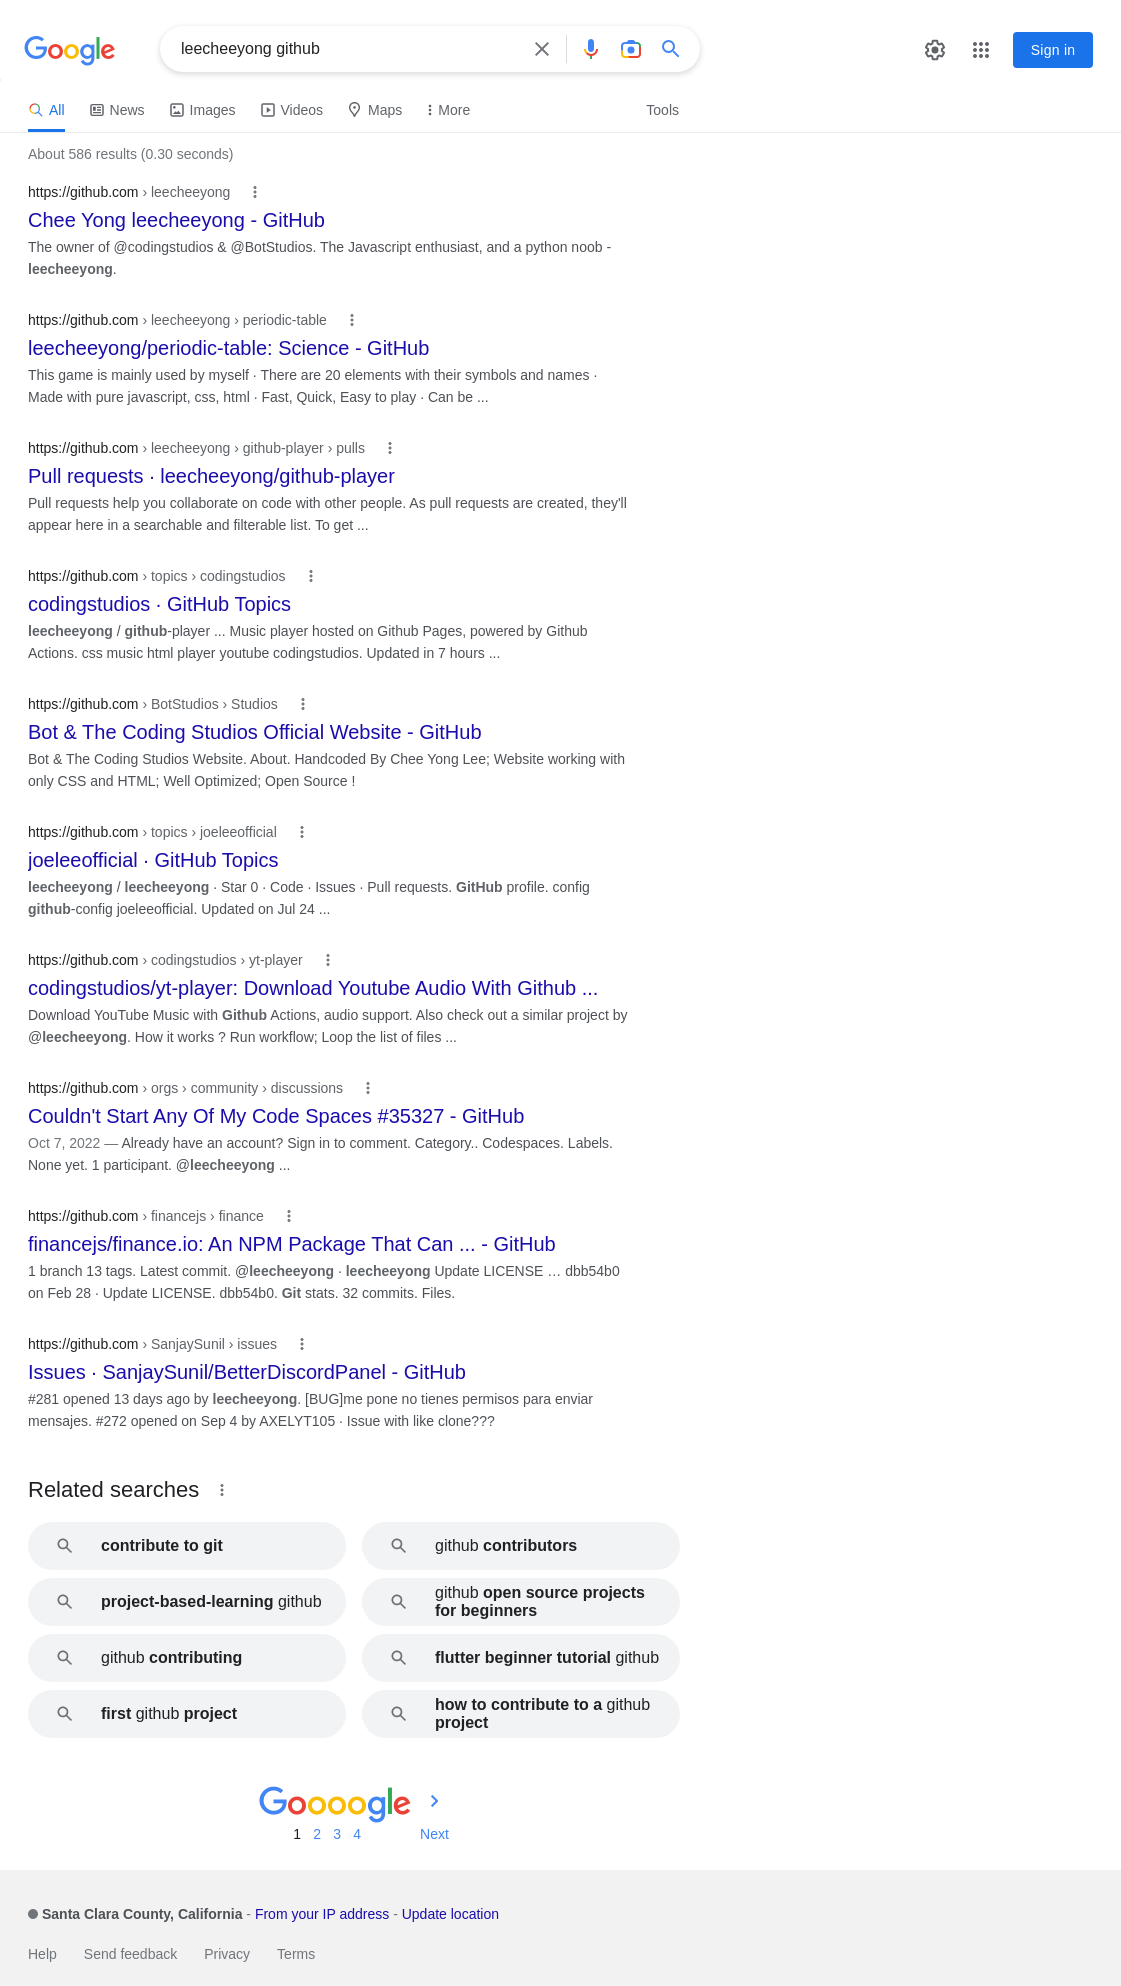 Google
leecheeyong github
Sign in
All
News
Images
Videos
Maps
More
Tools
About 586 results (0.30 seconds)
https://github.com › leecheeyong
Chee Yong leecheeyong - GitHub
The owner of @codingstudios & @BotStudios. The Javascript enthusiast, and a python noob -
leecheeyong.
https://github.com › leecheeyong › periodic-table
leecheeyong/periodic-table: Science - GitHub
This game is mainly used by myself · There are 20 elements with their symbols and names ·
Made with pure javascript, css, html · Fast, Quick, Easy to play · Can be ...
https://github.com › leecheeyong › github-player › pulls
Pull requests · leecheeyong/github-player
Pull requests help you collaborate on code with other people. As pull requests are created, they'll
appear here in a searchable and filterable list. To get ...
https://github.com › topics › codingstudios
codingstudios · GitHub Topics
leecheeyong / github-player ... Music player hosted on Github Pages, powered by Github
Actions. css music html player youtube codingstudios. Updated in 7 hours ...
https://github.com › BotStudios › Studios
Bot & The Coding Studios Official Website - GitHub
Bot & The Coding Studios Website. About. Handcoded By Chee Yong Lee; Website working with
only CSS and HTML; Well Optimized; Open Source !
https://github.com › topics › joeleeofficial
joeleeofficial · GitHub Topics
leecheeyong / leecheeyong · Star 0 · Code · Issues · Pull requests. GitHub profile. config
github-config joeleeofficial. Updated on Jul 24 ...
https://github.com › codingstudios › yt-player
codingstudios/yt-player: Download Youtube Audio With Github ...
Download YouTube Music with Github Actions, audio support. Also check out a similar project by
@leecheeyong. How it works ? Run workflow; Loop the list of files ...
https://github.com › orgs › community › discussions
Couldn't Start Any Of My Code Spaces #35327 - GitHub
Oct 7, 2022 — Already have an account? Sign in to comment. Category.. Codespaces. Labels.
None yet. 1 participant. @leecheeyong ...
https://github.com › financejs › finance
financejs/finance.io: An NPM Package That Can ... - GitHub
1 branch 13 tags. Latest commit. @leecheeyong · leecheeyong Update LICENSE … dbb54b0
on Feb 28 · Update LICENSE. dbb54b0. Git stats. 32 commits. Files.
https://github.com › SanjaySunil › issues
Issues · SanjaySunil/BetterDiscordPanel - GitHub
#281 opened 13 days ago by leecheeyong. [BUG]me pone no tienes permisos para enviar
mensajes. #272 opened on Sep 4 by AXELYT105 · Issue with like clone???
Related searches
contribute to git
github contributors
project-based-learning github
github open source projects
for beginners
github contributing
flutter beginner tutorial github
first github project
how to contribute to a github
project
Goooogle
1 2 3 4 Next
Santa Clara County, California - From your IP address - Update location
Help Send feedback Privacy Terms